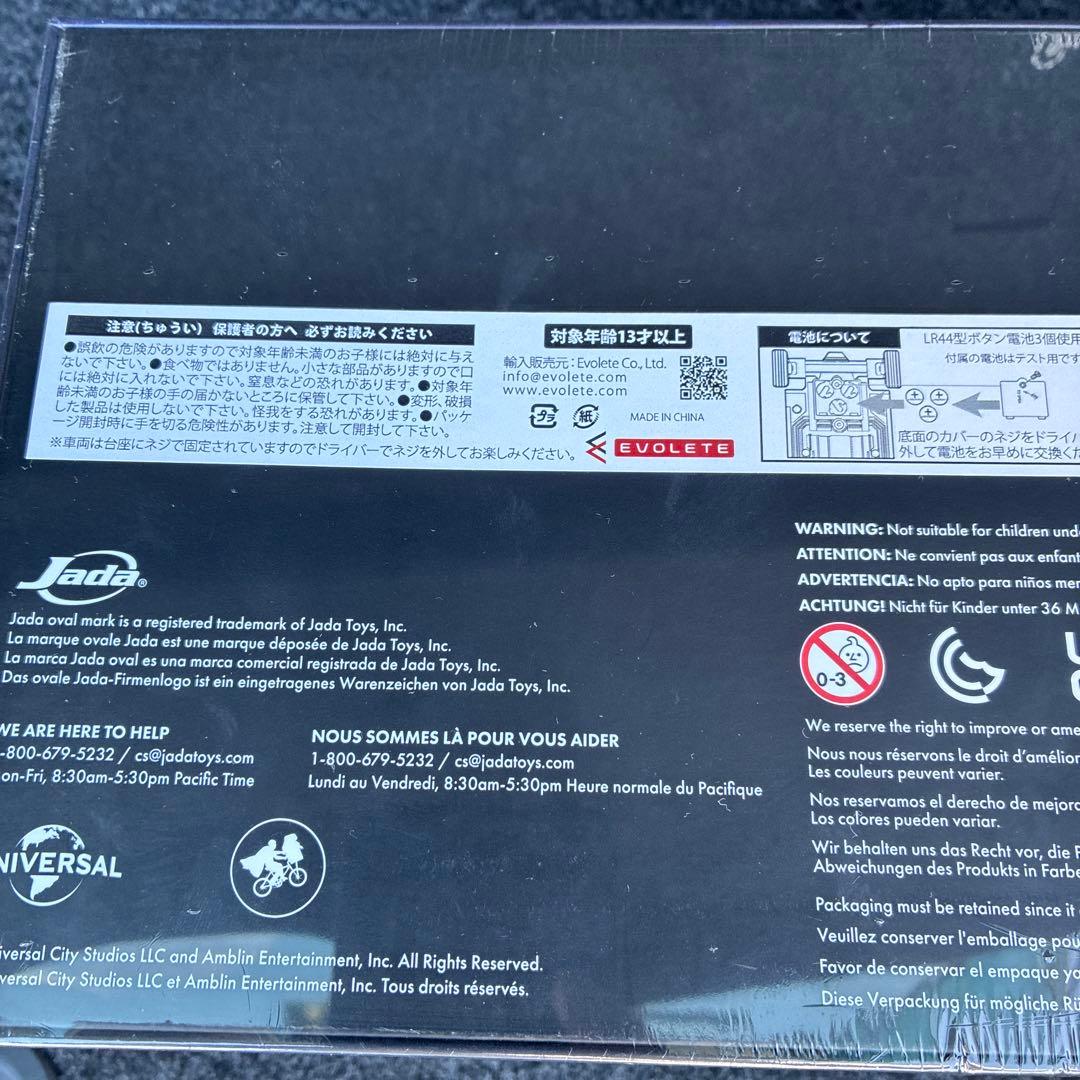 注意(ちゅうい) 保護者の方へ 必ずお読みください
●誤飲の危険がありますので対象年齢未満のお子様には絶対に与え
ないで下さい。●食べ物ではありません。小さな部品がありますので口
には絶対に入れないで下さい。窒息などの恐れがあります。●対象年
齢未満のお子様の手の届かないところに保管して下さい。●変形、破損
した製品は使用しないで下さい。怪我をする恐れがあります。●パッケ
ージ開封時に手を切る危険性があります。注意して開封して下さい。
※車両は台座にネジで固定されていますのでドライバーでネジを外してお楽しみください。
対象年齢13才以上
輸入販売元：Evolete Co., Ltd.
info@evolete.com
www.evolete.com
プラ
紙
MADE IN CHINA
EVOLETE
電池について
LR44型ボタン電池3個使用
付属の電池はテスト用です
底面のカバーのネジをドライバ
外して電池をお早めに交換くだ
Jada®
Jada oval mark is a registered trademark of Jada Toys, Inc.
La marque ovale Jada est une marque déposée de Jada Toys, Inc.
La marca Jada oval es una marca comercial registrada de Jada Toys, Inc.
Das ovale Jada-Firmenlogo ist ein eingetragenes Warenzeichen von Jada Toys, Inc.
WE ARE HERE TO HELP
-800-679-5232 / cs@jadatoys.com
on-Fri, 8:30am-5:30pm Pacific Time
NOUS SOMMES LÀ POUR VOUS AIDER
1-800-679-5232 / cs@jadatoys.com
Lundi au Vendredi, 8:30am-5:30pm Heure normale du Pacifique
NIVERSAL
iversal City Studios LLC and Amblin Entertainment, Inc. All Rights Reserved.
versal City Studios LLC et Amblin Entertainment, Inc. Tous droits réservés.
WARNING: Not suitable for children und
ATTENTION: Ne convient pas aux enfant
ADVERTENCIA: No apto para niños men
ACHTUNG! Nicht für Kinder unter 36 M
0-3
We reserve the right to improve or ame
Nous nous réservons le droit d'amélior
Les couleurs peuvent varier.
Nos reservamos el derecho de mejora
Los colores pueden variar.
Wir behalten uns das Recht vor, die F
Abweichungen des Produkts in Farbe
Packaging must be retained since it
Veuillez conserver l'emballage pou
Favor de conservar el empaque ya
Diese Verpackung für mögliche Rü